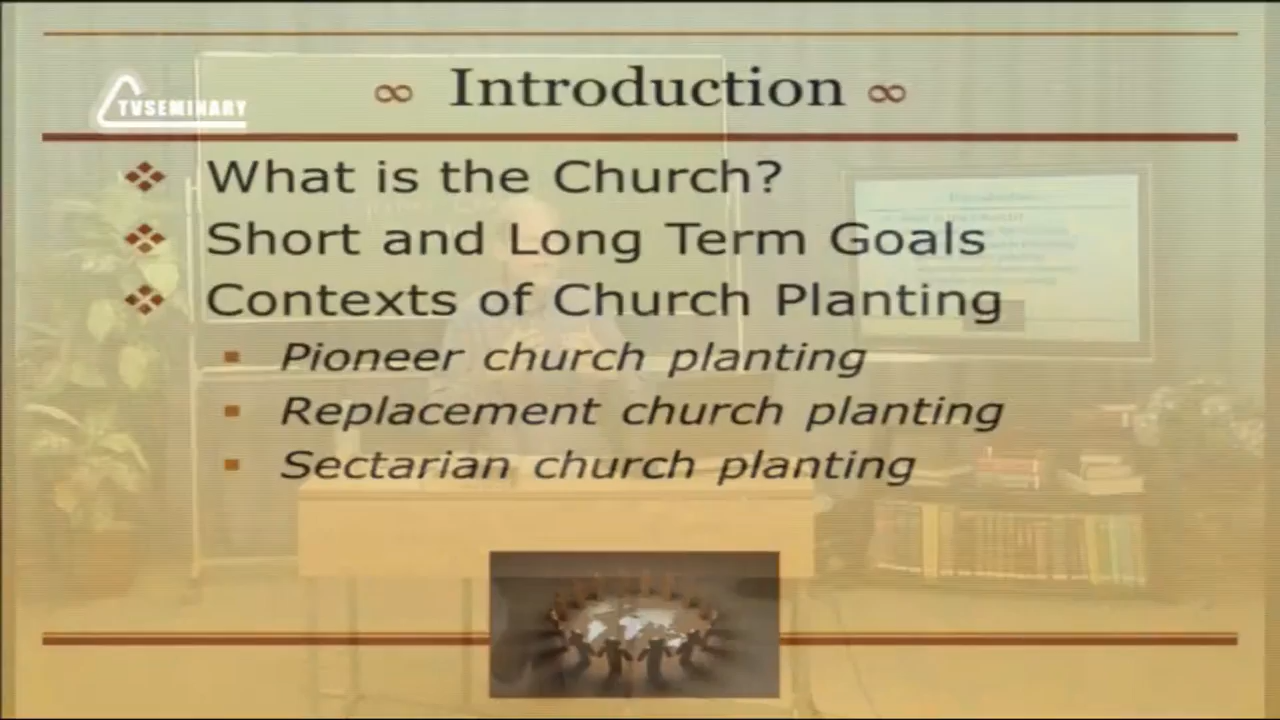 ∞ Introduction ∞
TVSEMINARY
What is the Church?
Short and Long Term Goals
Contexts of Church Planting
Pioneer church planting
Replacement church planting
Sectarian church planting